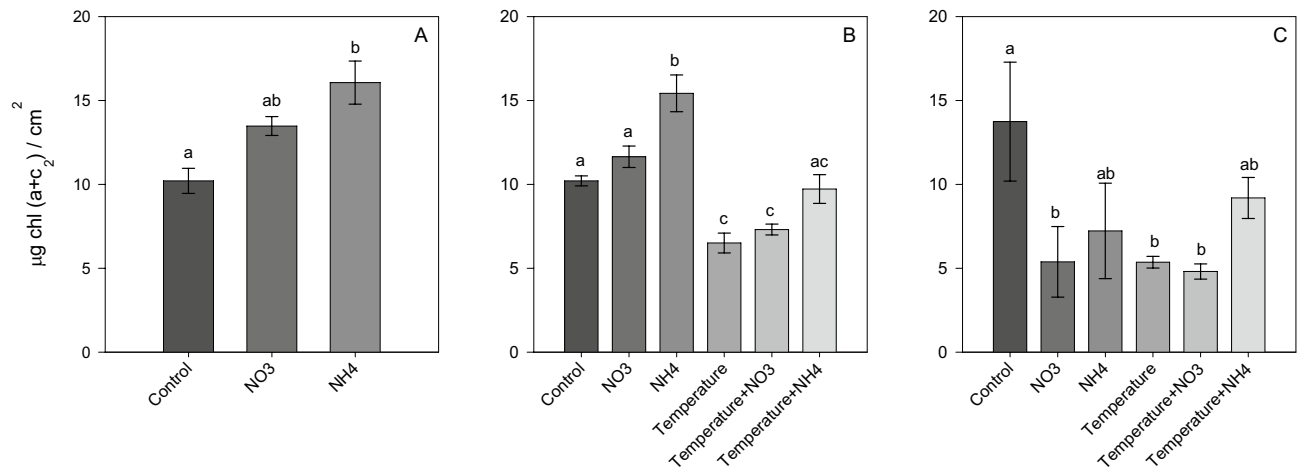 µg chl (a+c2) / cm2
A
20
15
10
5
0
a
ab
b
Control
NO3
NH4
B
20
15
10
5
0
a
a
b
c
c
ac
Control
NO3
NH4
Temperature
Temperature+NO3
Temperature+NH4
C
20
15
10
5
0
a
b
ab
b
b
ab
Control
NO3
NH4
Temperature
Temperature+NO3
Temperature+NH4